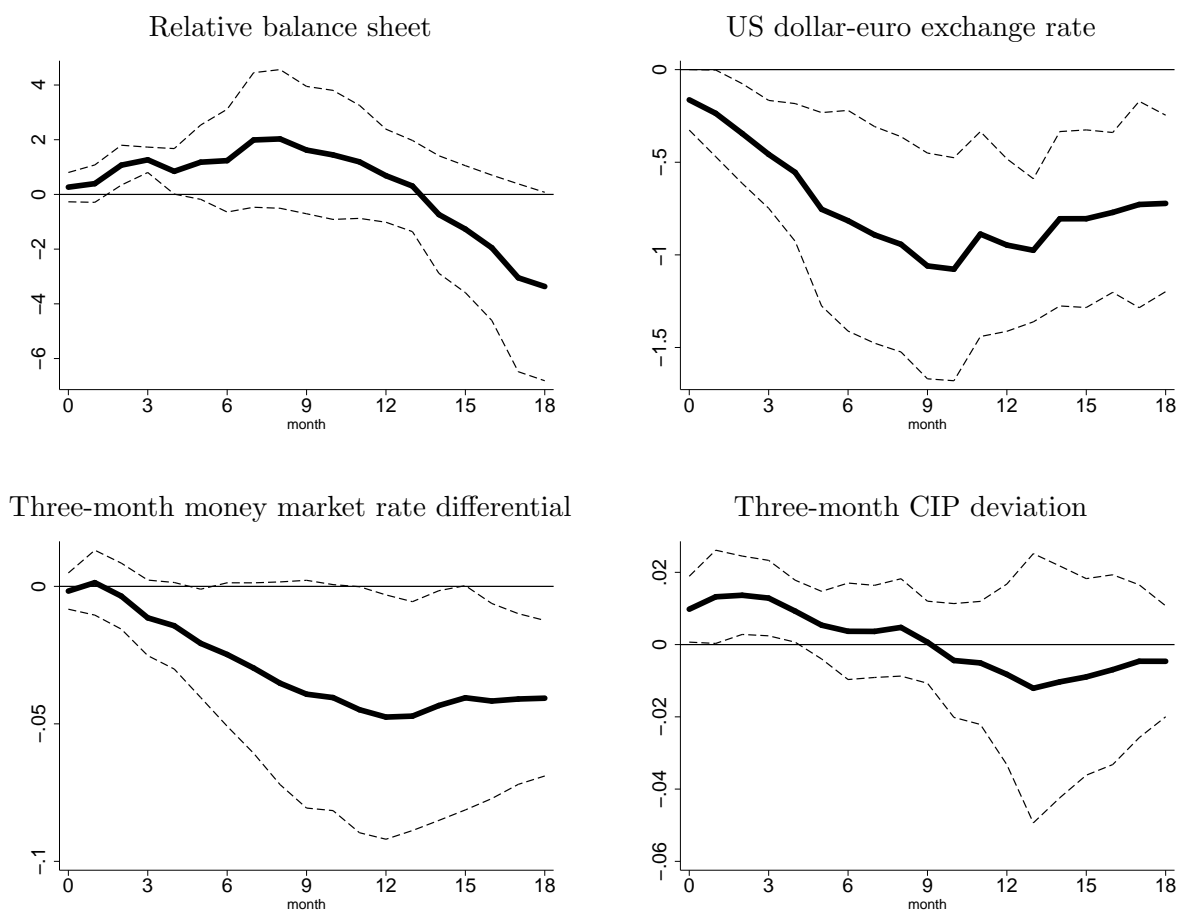 Relative balance sheet
4
2
0
−2
−4
−6
0 3 6 9 12 15 18
month
US dollar-euro exchange rate
0
−.5
−1
−1.5
0 3 6 9 12 15 18
month
Three-month money market rate differential
0
−.05
−.1
0 3 6 9 12 15 18
month
Three-month CIP deviation
.02
0
−.02
−.04
−.06
0 3 6 9 12 15 18
month